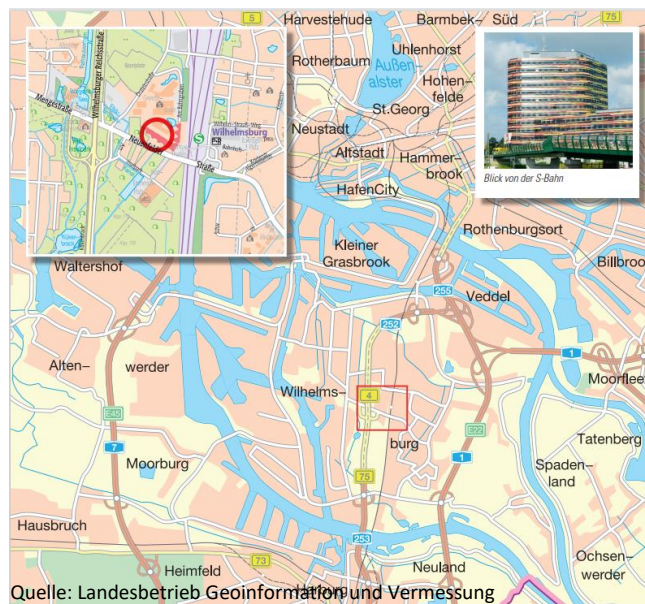 5
Harvestehude
Barmbek- Süd
75
Rotherbaum
Uhlenhorst
Außen-
alster
Hohen-
felde
St.Georg
Neustadt
Altstadt
Hammer-
brook
HafenCity
Wilhelmsburger Reichsstraße
Mengestraße
Neuenfelder
Straße
S
Wilhelmsburg
Blick von der S-Bahn
Kleiner
Grasbrook
Rothenburgsort
Waltershof
Billbroo
255
Veddel
252
1
Alten-
werder
Moorfleet
Wilhelms-
4
burg
E45
7
E22
1
Tatenberg
Moorburg
75
Spaden-
land
Hausbruch
253
Ochsen-
werder
73
Heimfeld
Neuland
Harburg
Quelle: Landesbetrieb Geoinformation und Vermessung